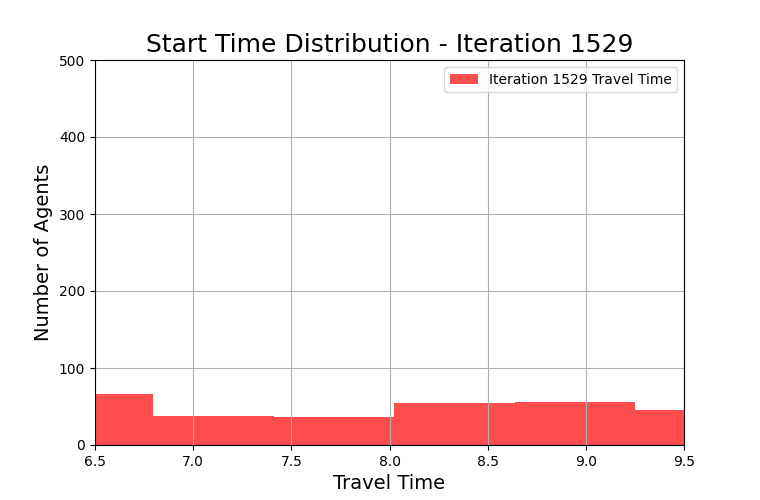 Start Time Distribution - Iteration 1529
500
Iteration 1529 Travel Time
400
300
200
100
0
Number of Agents
6.5 7.0 7.5 8.0 8.5 9.0 9.5
Travel Time